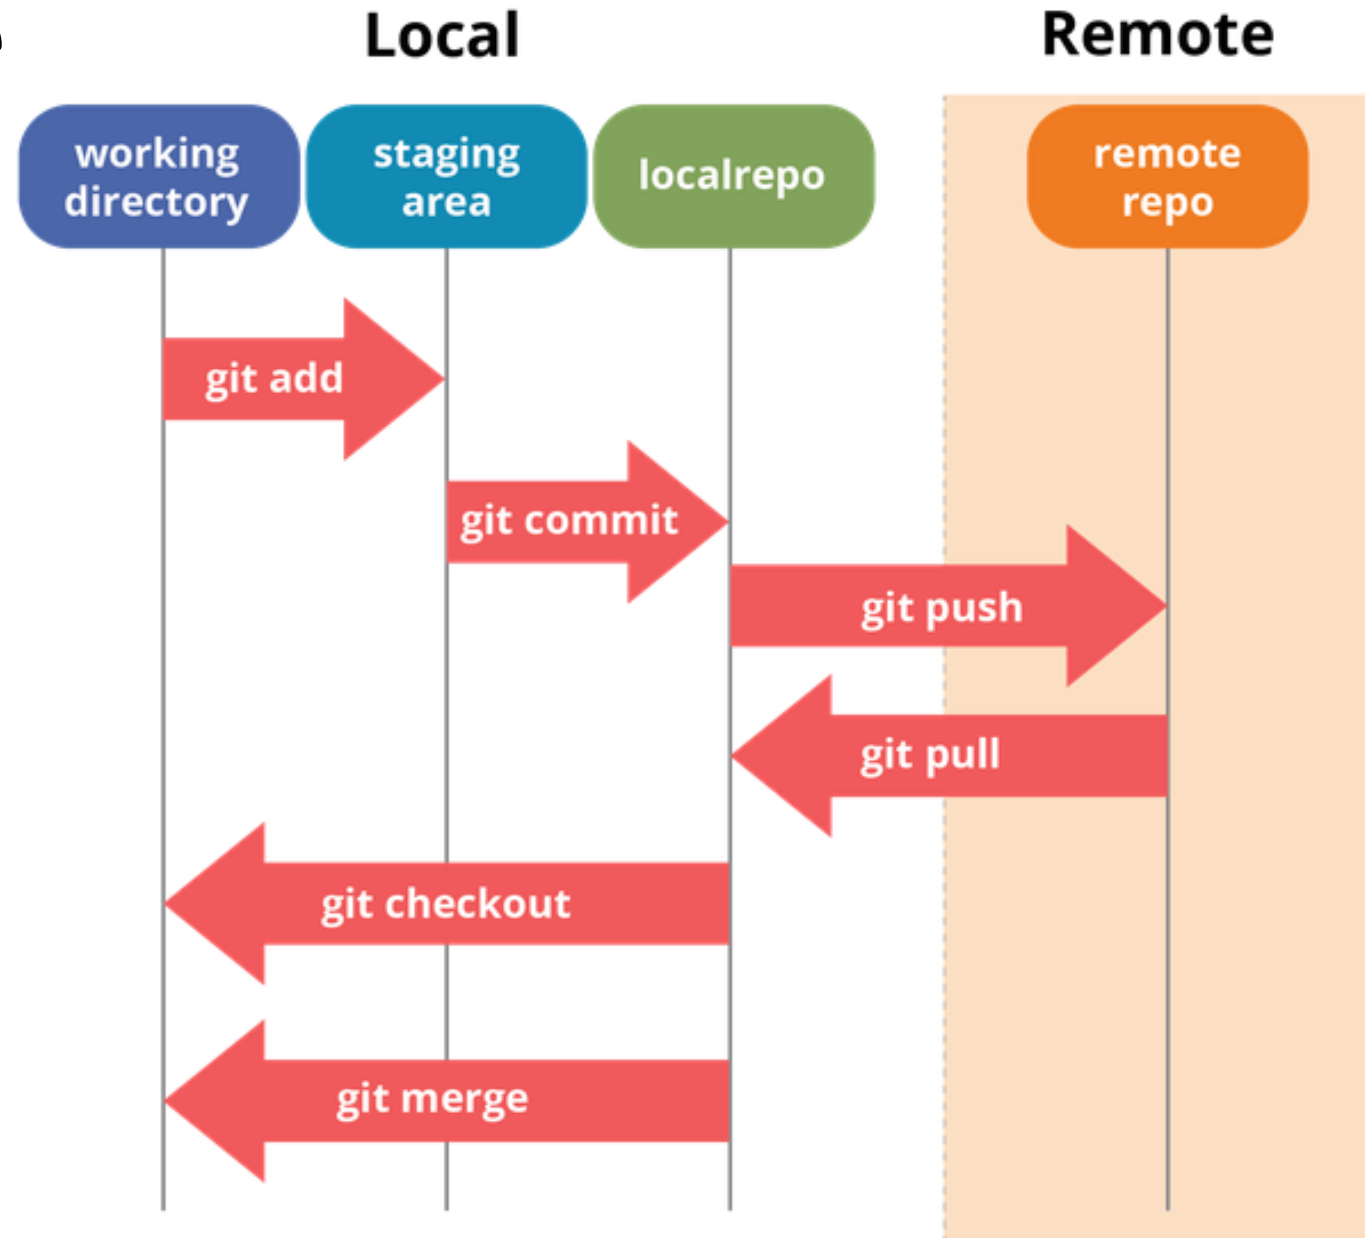 Local
Remote
working
directory
staging
area
localrepo
remote
repo
git add
git commit
git push
git pull
git checkout
git merge